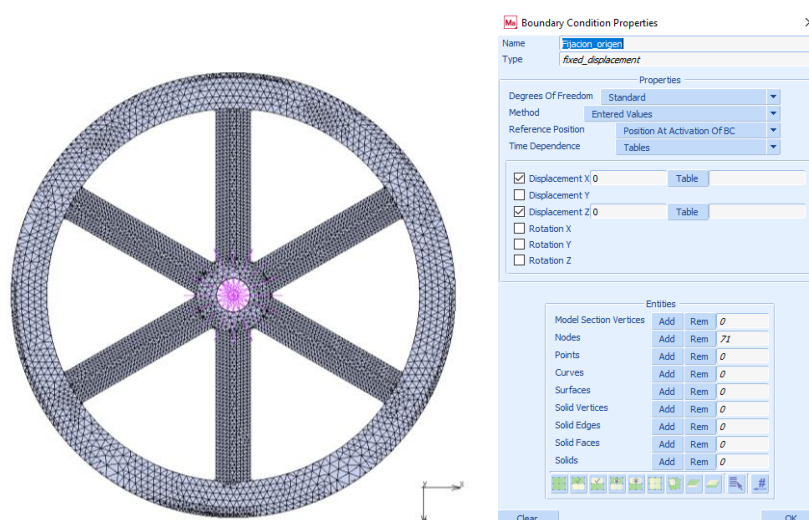 Ma Boundary Condition Properties
Name Fijacion_origen
Type fixed_displacement
Properties
Degrees Of Freedom Standard
Method Entered Values
Reference Position Position At Activation Of BC
Time Dependence Tables
Displacement X 0 Table
Displacement Y
Displacement Z 0 Table
Rotation X
Rotation Y
Rotation Z
Entities
Model Section Vertices Add Rem 0
Nodes Add Rem 71
Points Add Rem 0
Curves Add Rem 0
Surfaces Add Rem 0
Solid Vertices Add Rem 0
Solid Edges Add Rem 0
Solid Faces Add Rem 0
Solids Add Rem 0
#
Clear OK
Y X